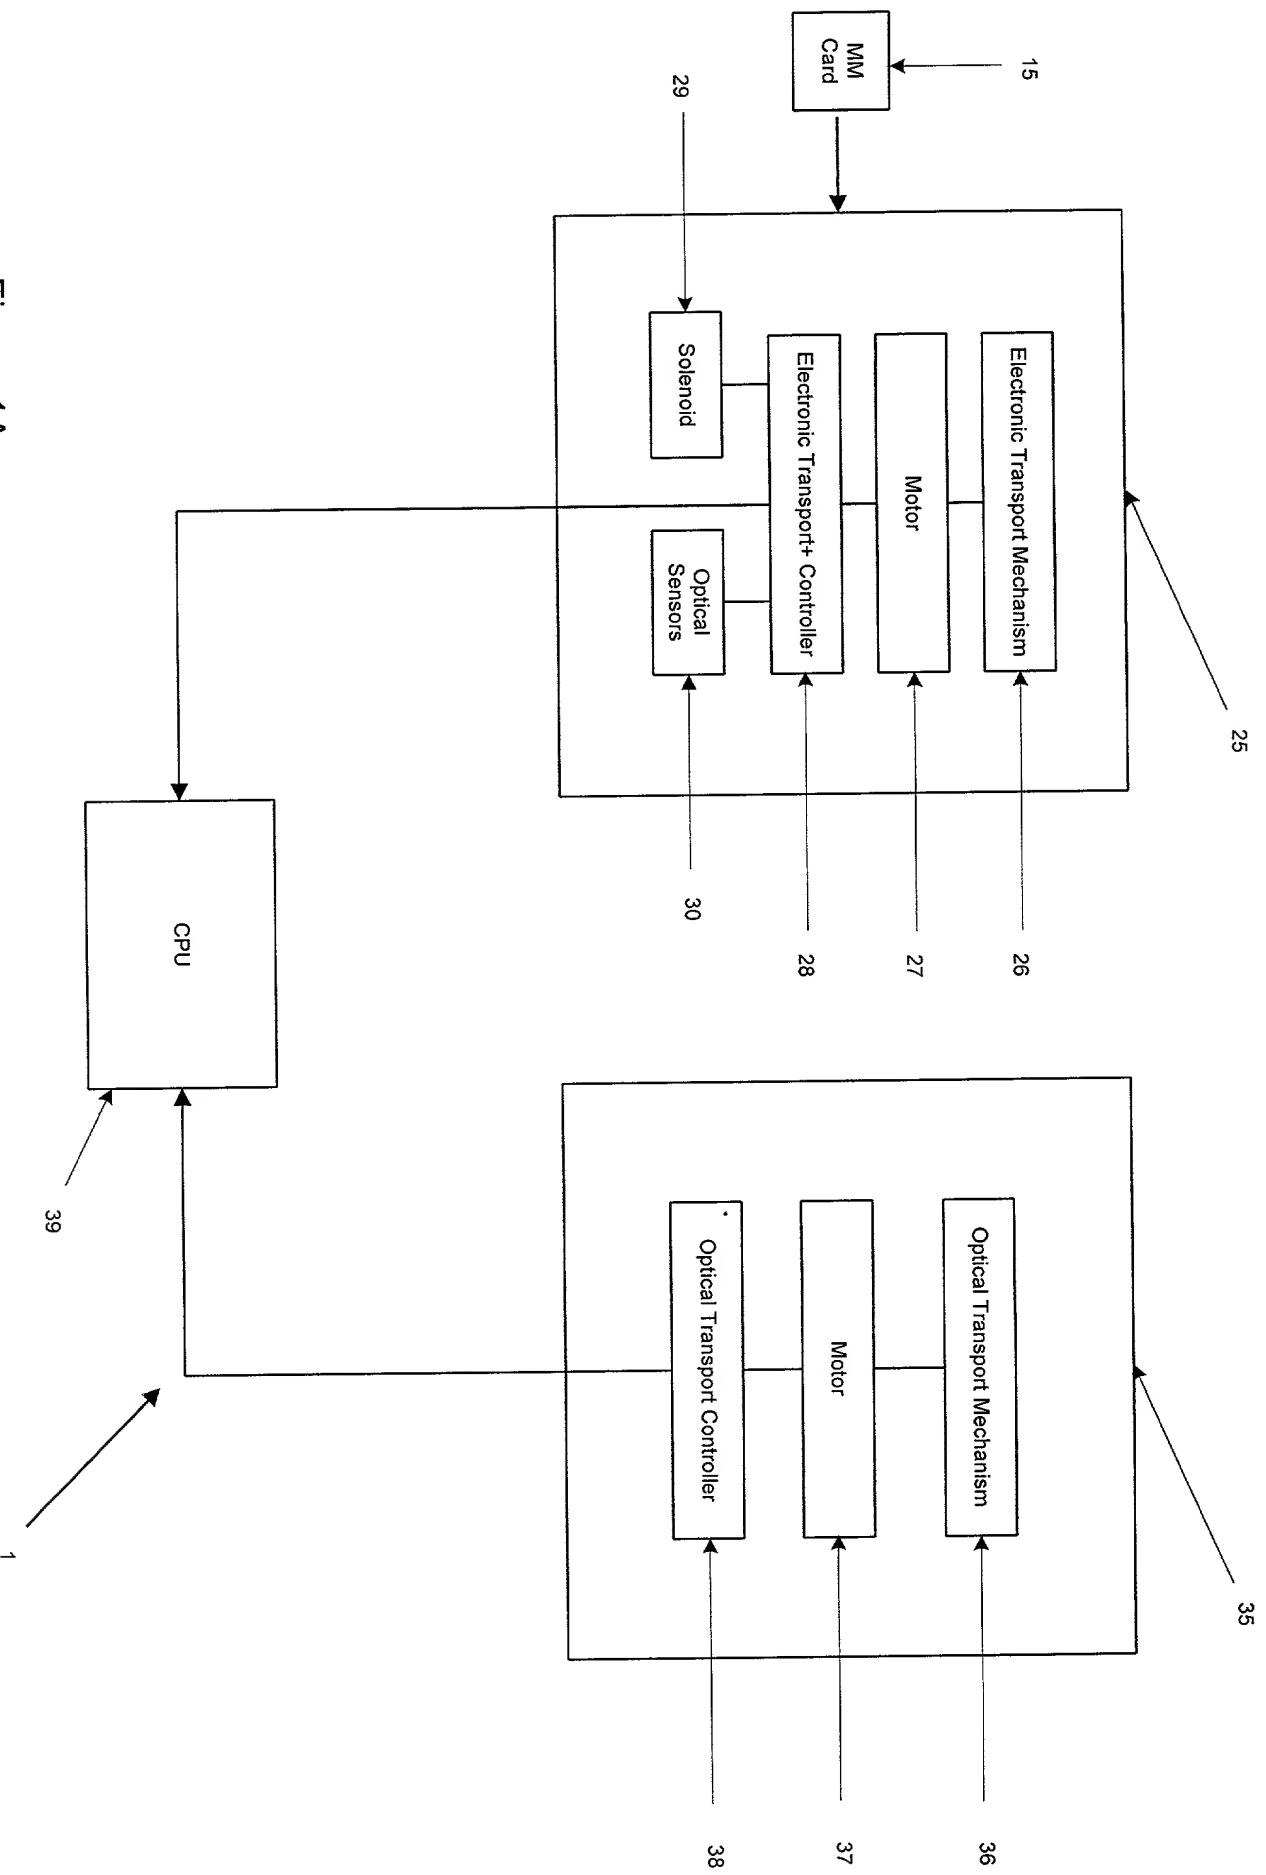 25
35
15
MM
Card
Electronic Transport Mechanism
26
Motor
27
Electronic Transport+ Controller
28
29
Solenoid
Optical
Sensors
30
Optical Transport Mechanism
36
Motor
37
Optical Transport Controller
38
CPU
39
1